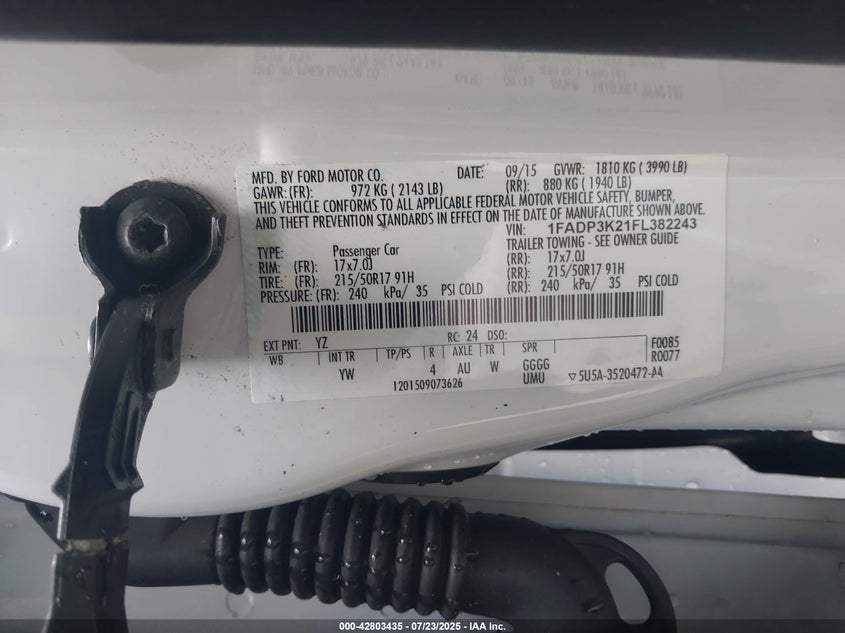 MFD. BY FORD MOTOR CO. DATE: 09/15 GVWR: 1810 KG ( 3990 LB)
GAWR: (FR): 972 KG ( 2143 LB) (RR): 880 KG ( 1940 LB)
THIS VEHICLE CONFORMS TO ALL APPLICABLE FEDERAL MOTOR VEHICLE SAFETY, BUMPER,
AND THEFT PREVENTION STANDARDS IN EFFECT ON THE DATE OF MANUFACTURE SHOWN ABOVE.
VIN: 1FADP3K21FL382243
TYPE: Passenger Car TRAILER TOWING - SEE OWNER GUIDE
RIM: (FR): 17x7.0J (RR): 17x7.0J
TIRE: (FR): 215/50R17 91H (RR): 215/50R17 91H
PRESSURE: (FR): 240 kPa/ 35 PSI COLD (RR): 240 kPa/ 35 PSI COLD
EXT PNT: YZ RC: 24 DSO: F0085
WB INT TR TP/PS R AXLE TR SPR R0077
YW 4 AU W GGGG
UMU ▽5U5A-3520472-AA
1201509073626
000-42803435 - 07/23/2025 - IAA Inc.